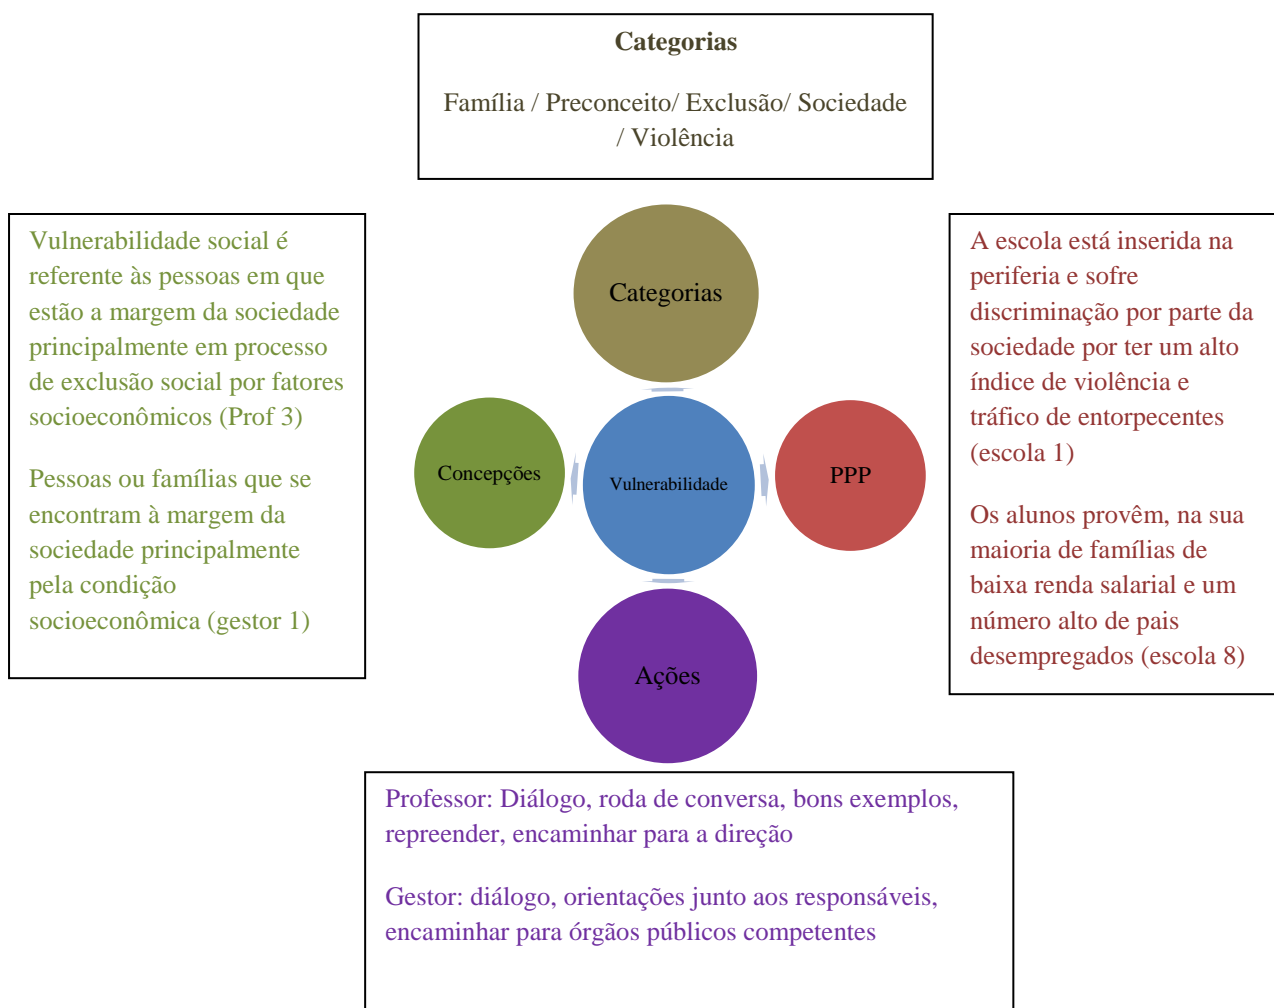 Categorias
Família / Preconceito/ Exclusão/ Sociedade
/ Violência
Vulnerabilidade social é
referente às pessoas em que
estão a margem da sociedade
principalmente em processo
de exclusão social por fatores
socioeconômicos (Prof 3)
Pessoas ou famílias que se
encontram à margem da
sociedade principalmente
pela condição
socioeconômica (gestor 1)
Categorias
Concepções
Vulnerabilidade
PPP
Ações
A escola está inserida na
periferia e sofre
discriminação por parte da
sociedade por ter um alto
índice de violência e
tráfico de entorpecentes
(escola 1)
Os alunos provêm, na sua
maioria de famílias de
baixa renda salarial e um
número alto de pais
desempregados (escola 8)
Professor: Diálogo, roda de conversa, bons exemplos,
repreender, encaminhar para a direção
Gestor: diálogo, orientações junto aos responsáveis,
encaminhar para órgãos públicos competentes